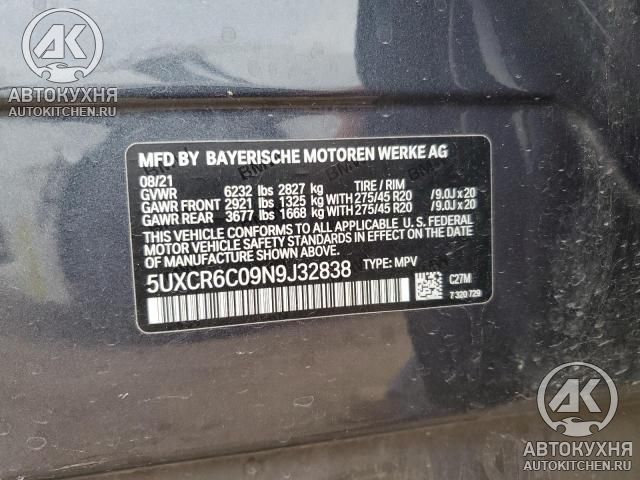 AK
АВТОКУХНЯ
AUTOKITCHEN.RU
MFD BY BAYERISCHE MOTOREN WERKE AG
08/21
GVWR 6232 lbs 2827 kg TIRE / RIM
GAWR FRONT 2921 lbs 1325 kg WITH 275/45 R20 /9.0J x 20
GAWR REAR 3677 lbs 1668 kg WITH 275/45 R20 /9.0J x 20
THIS VEHICLE CONFORMS TO ALL APPLICABLE U.S. FEDERAL
MOTOR VEHICLE SAFETY STANDARDS IN EFFECT ON THE DATE
OF MANUFACTURE SHOWN ABOVE.
5UXCR6C09N9J32838 TYPE: MPV
C27M
7 320 729
AK
АВТОКУХНЯ
AUTOKITCHEN.RU